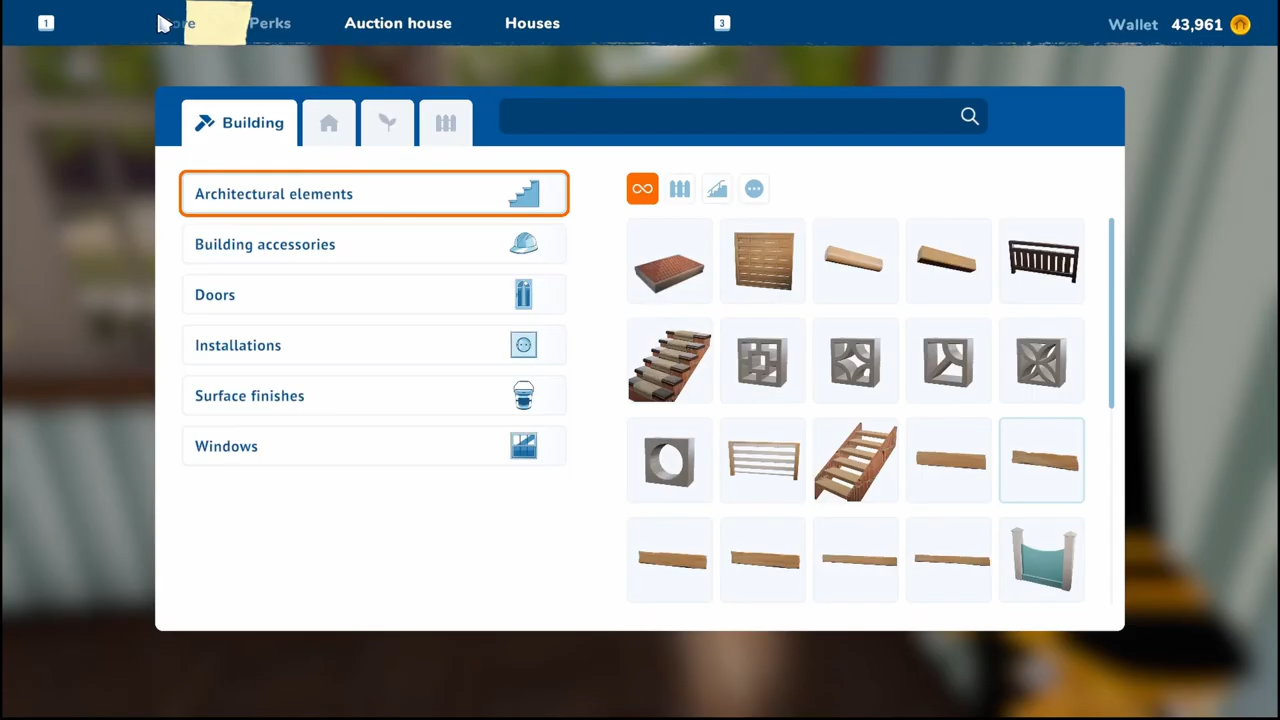 1 Perks Auction house Houses 3 Wallet 43,961
Building
Architectural elements
Building accessories
Doors
Installations
Surface finishes
Windows